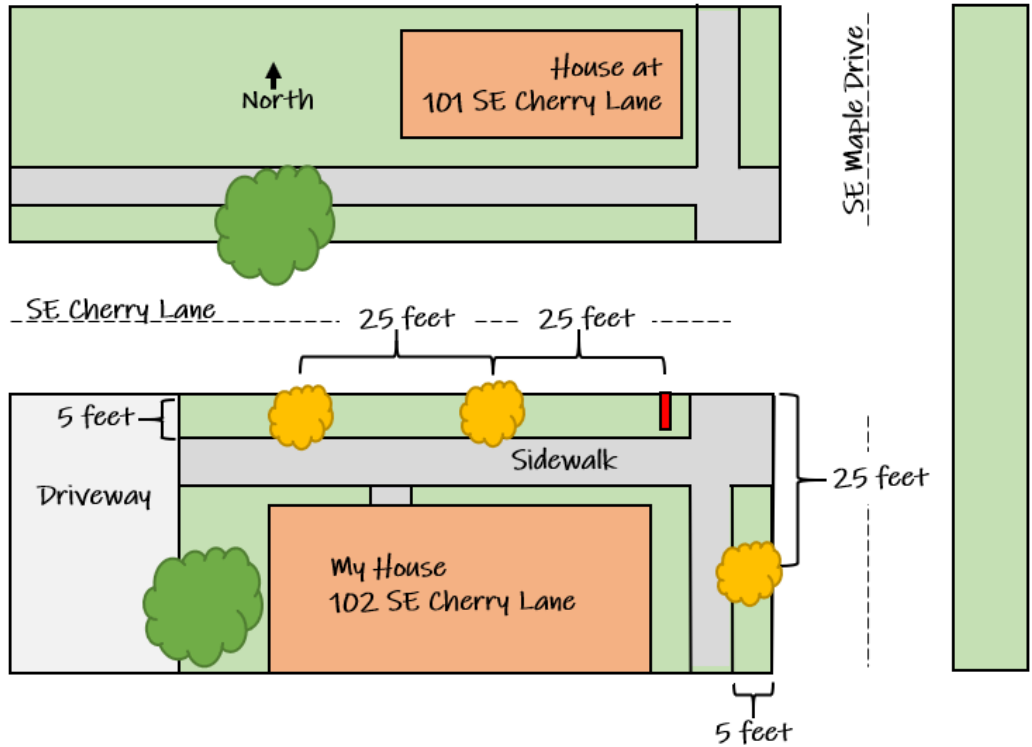 House at
101 SE Cherry Lane
North
SE Maple Drive
SE Cherry Lane
25 feet
25 feet
5 feet
Sidewalk
Driveway
25 feet
My House
102 SE Cherry Lane
5 feet